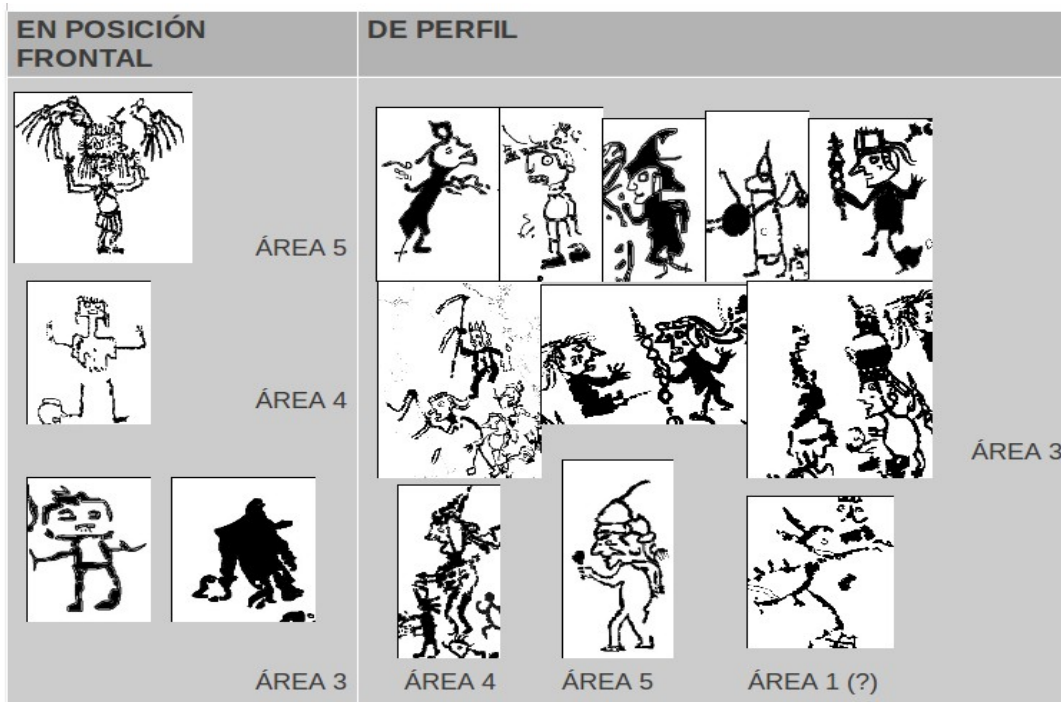 EN POSICIÓN
FRONTAL
DE PERFIL
ÁREA 5
ÁREA 4
ÁREA 3
ÁREA 3
ÁREA 4
ÁREA 5
ÁREA 1 (?)